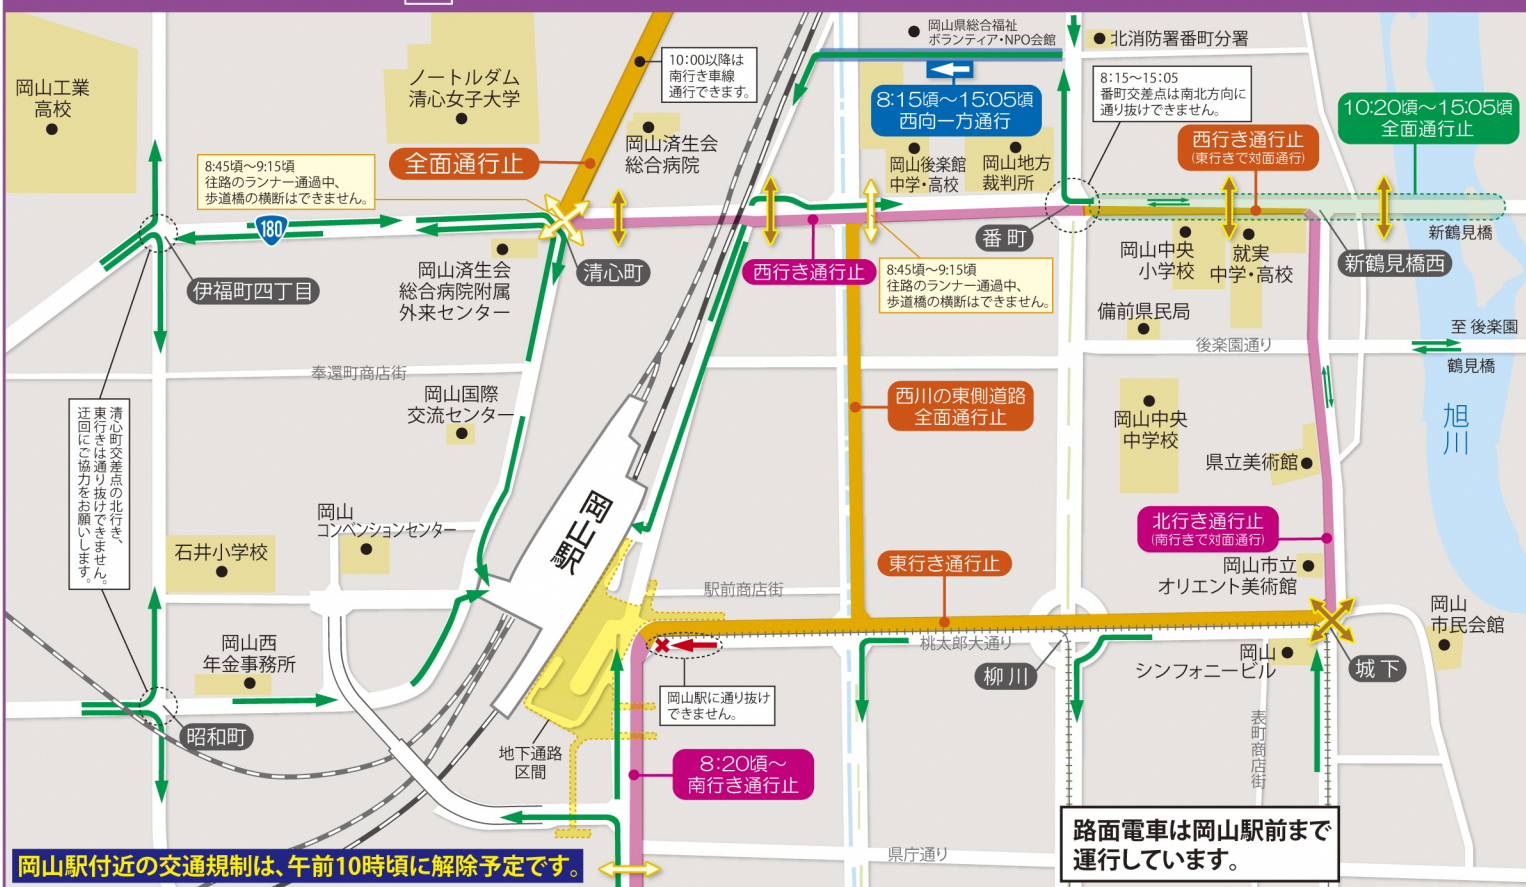 岡山工業
高校
ノートルダム
清心女子大学
10:00以降は
南行き車線
通行できます。
岡山県総合福祉
ボランティア・NPO会館
北消防署番町分署
8:15～15:05
番町交差点は南北方向に
通り抜けできません。
8:15頃～15:05頃
西向一方通行
10:20頃～15:05頃
全面通行止
西行き通行止
(東行きで対面通行)
岡山済生会
総合病院
全面通行止
8:45頃～9:15頃
往路のランナー通過中、
歩道橋の横断はできません。
岡山後楽館
中学・高校
岡山地方
裁判所
180
番町
清心町
伊福町四丁目
岡山済生会
総合病院附属
外来センター
西行き通行止
8:45頃～9:15頃
往路のランナー通過中、
歩道橋の横断はできません。
岡山中央
小学校
就実
中学・高校
新鶴見橋
新鶴見橋西
備前県民局
後楽園通り
至 後楽園
鶴見橋
旭川
奉還町商店街
岡山国際
交流センター
清心町交差点の北行き、
東行きは通り抜けできません。
迂回にご協力をお願いします。
西川の東側道路
全面通行止
岡山中央
中学校
県立美術館
岡山
コンベンションセンター
岡山駅
石井小学校
北行き通行止
(南行きで対面通行)
岡山市立
オリエント美術館
東行き通行止
駅前商店街
桃太郎大通り
岡山
市民会館
岡山西
年金事務所
柳川
岡山
シンフォニービル
城下
岡山駅に通り抜け
できません。
昭和町
地下通路
区間
8:20頃～
南行き通行止
表町商店街
県庁通り
路面電車は岡山駅前まで
運行しています。
岡山駅付近の交通規制は、午前10時頃に解除予定です。